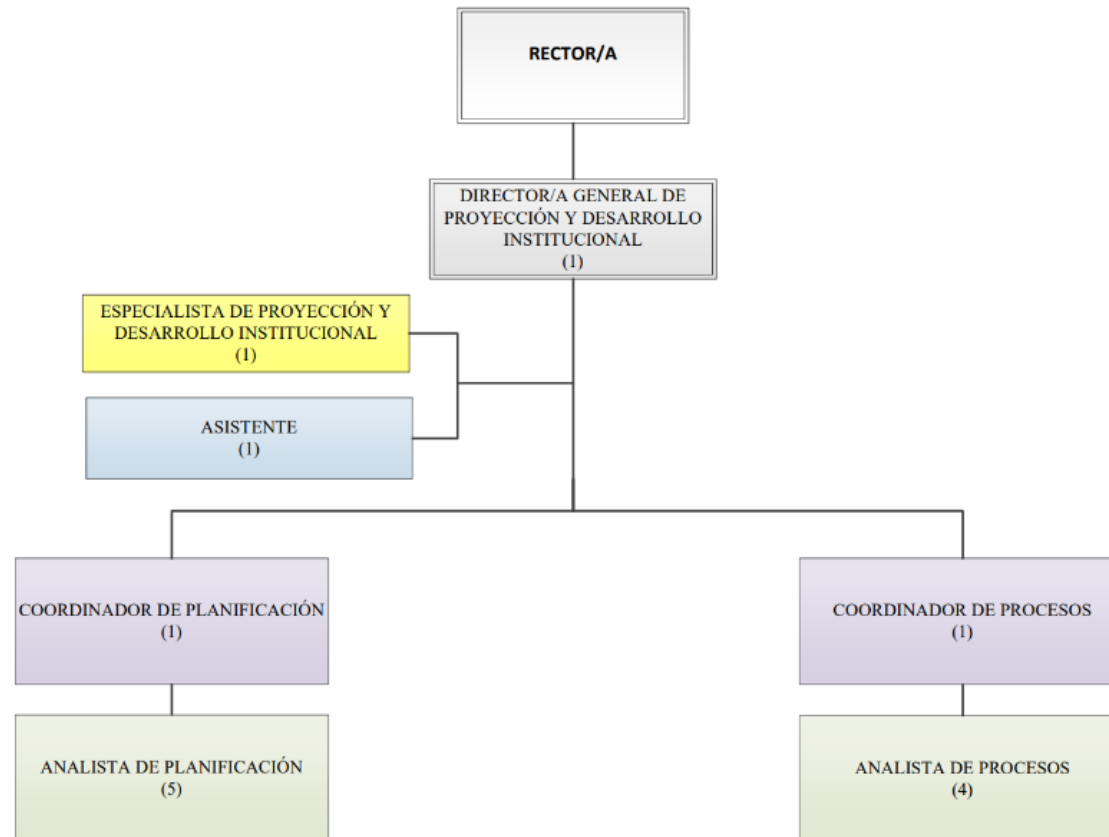 RECTOR/A
DIRECTOR/A GENERAL DE
PROYECCIÓN Y DESARROLLO
INSTITUCIONAL
(1)
ESPECIALISTA DE PROYECCIÓN Y
DESARROLLO INSTITUCIONAL
(1)
ASISTENTE
(1)
COORDINADOR DE PLANIFICACIÓN
(1)
COORDINADOR DE PROCESOS
(1)
ANALISTA DE PLANIFICACIÓN
(5)
ANALISTA DE PROCESOS
(4)